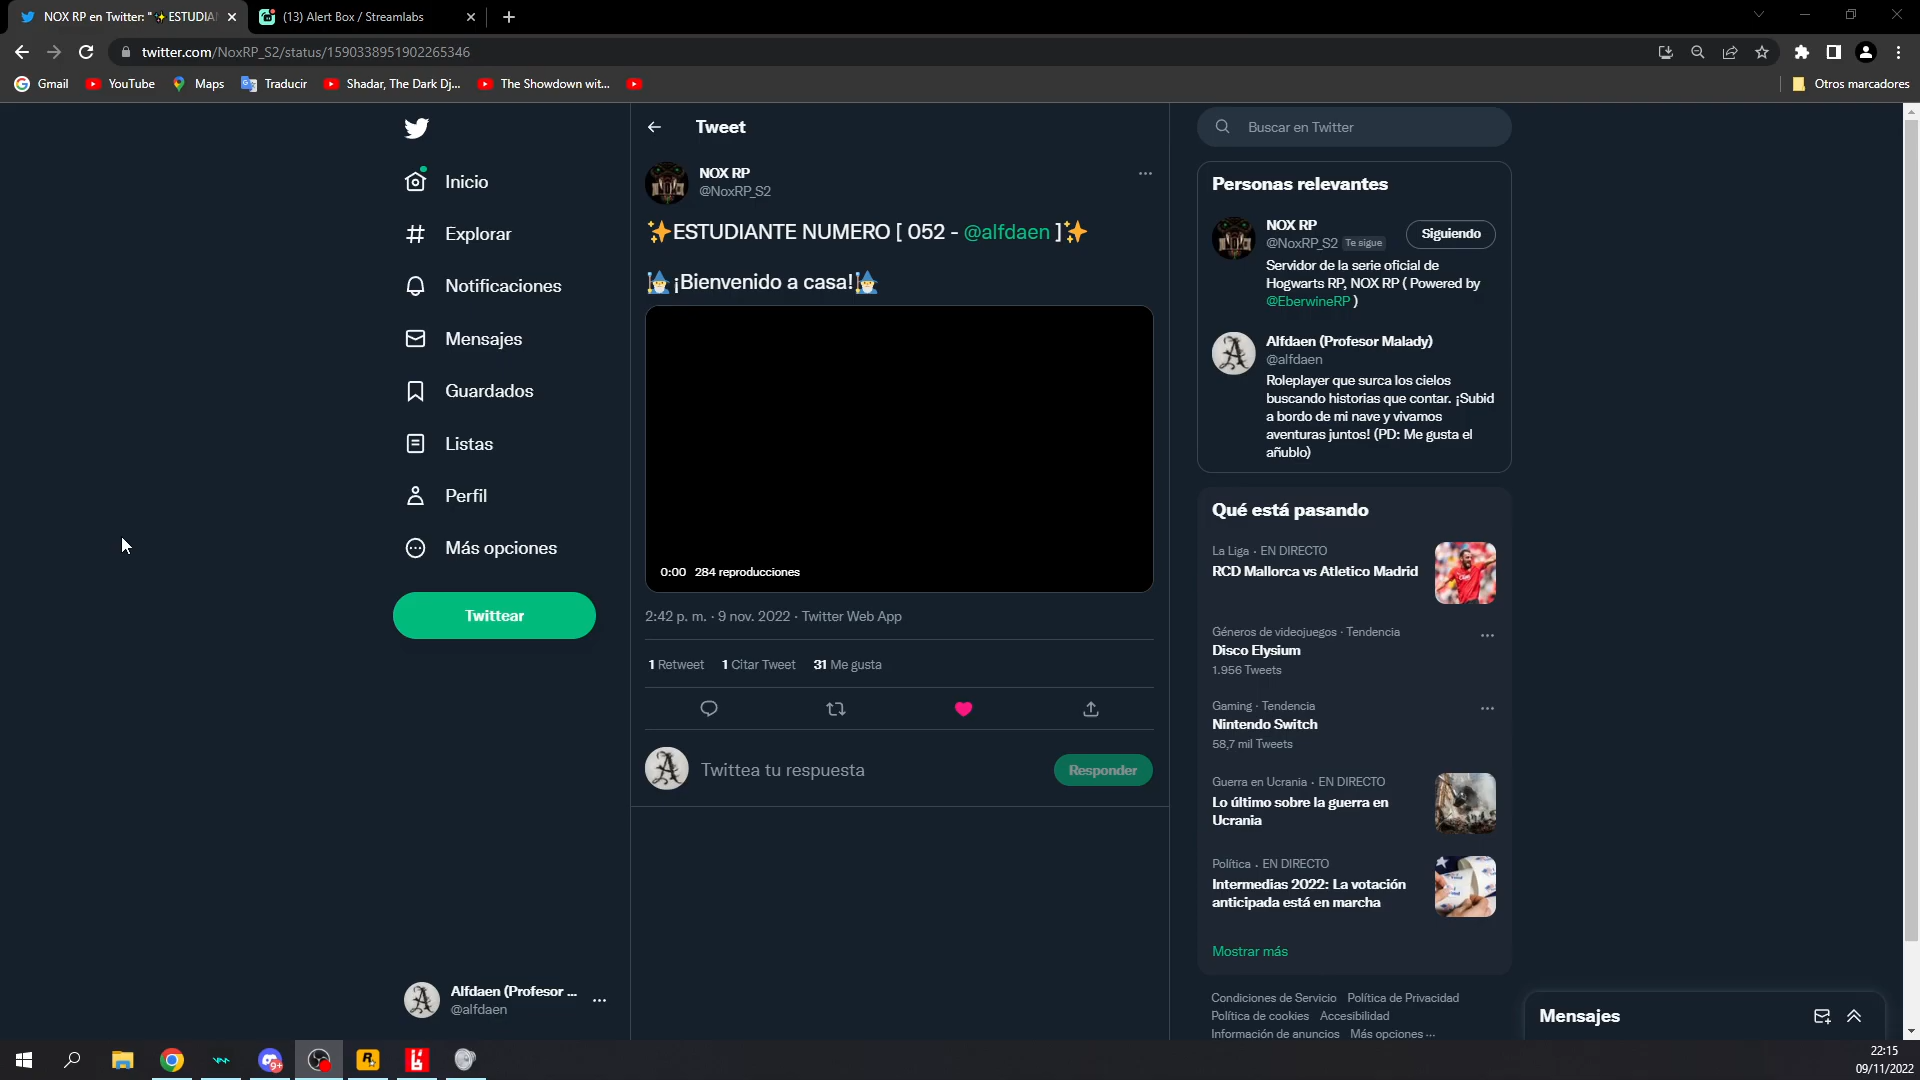 NOX RP en Twitter: "✨ ESTUDIA
(13) Alert Box / Streamlabs
twitter.com/NoxRP_S2/status/1590338951902265346
Gmail
YouTube
Maps
Traducir
Shadar, The Dark Dj...
The Showdown wit...
Otros marcadores
Inicio
Explorar
Notificaciones
Mensajes
Guardados
Listas
Perfil
Más opciones
Twittear
Alfdaen (Profesor ...
@alfdaen
Tweet
NOX RP
@NoxRP_S2
✨ESTUDIANTE NUMERO [ 052 - @alfdaen ]✨
🧙‍♂️¡Bienvenido a casa!🧙‍♂️
0:00 284 reproducciones
2:42 p. m. · 9 nov. 2022 · Twitter Web App
1 Retweet 1 Citar Tweet 31 Me gusta
Twittea tu respuesta
Responder
Buscar en Twitter
Personas relevantes
NOX RP
@NoxRP_S2 Te sigue
Siguiendo
Servidor de la serie oficial de
Hogwarts RP, NOX RP ( Powered by
@EberwineRP )
Alfdaen (Profesor Malady)
@alfdaen
Roleplayer que surca los cielos
buscando historias que contar. ¡Subid
a bordo de mi nave y vivamos
aventuras juntos! (PD: Me gusta el
añublo)
Qué está pasando
La Liga · EN DIRECTO
RCD Mallorca vs Atletico Madrid
Géneros de videojuegos · Tendencia
Disco Elysium
1.956 Tweets
Gaming · Tendencia
Nintendo Switch
58,7 mil Tweets
Guerra en Ucrania · EN DIRECTO
Lo último sobre la guerra en
Ucrania
Política · EN DIRECTO
Intermedias 2022: La votación
anticipada está en marcha
Mostrar más
Condiciones de Servicio Política de Privacidad
Política de cookies Accesibilidad
Información de anuncios Más opciones ···
Mensajes
9+
22:15
09/11/2022